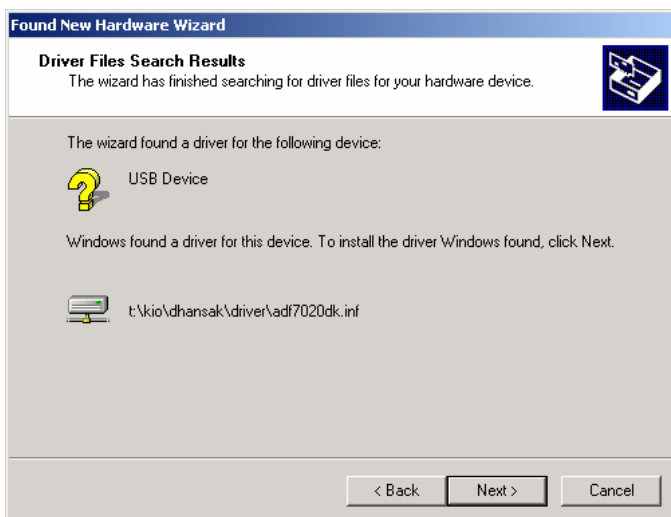 Found New Hardware Wizard
Driver Files Search Results
The wizard has finished searching for driver files for your hardware device.
The wizard found a driver for the following device:
USB Device
Windows found a driver for this device. To install the driver Windows found, click Next.
t:\kio\dhansak\driver\adf7020dk.inf
< Back
Next >
Cancel